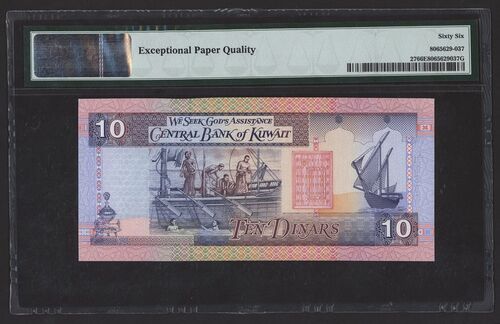 Sixty Six
Exceptional Paper Quality
8065629-037
2766E8065629037G
10
WE SEEK GOD'S ASSISTANCE
CENTRAL BANK OF KUWAIT
TEN DINARS
10